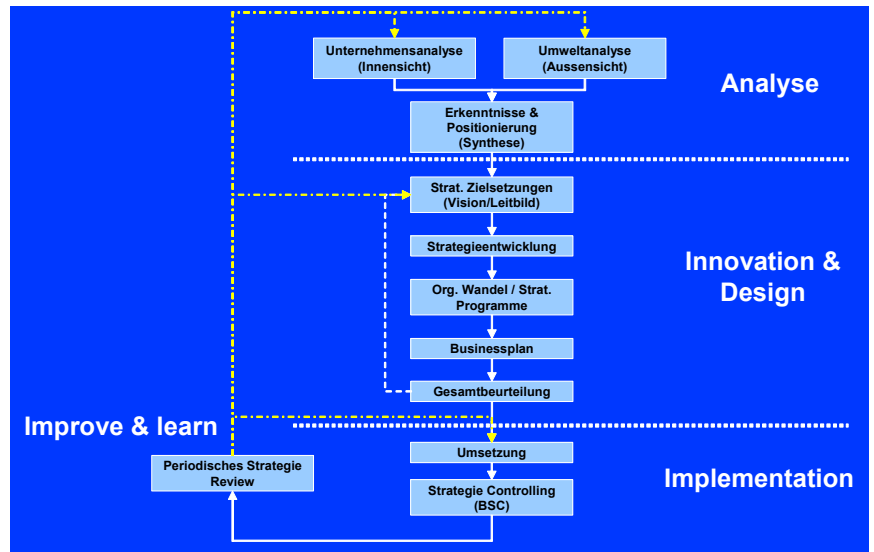 Unternehmensanalyse
(Innensicht)
Umweltanalyse
(Aussensicht)
Analyse
Erkenntnisse &
Positionierung
(Synthese)
Strat. Zielsetzungen
(Vision/Leitbild)
Strategieentwicklung
Innovation &
Design
Org. Wandel / Strat.
Programme
Businessplan
Gesamtbeurteilung
Improve & learn
Umsetzung
Periodisches Strategie
Review
Implementation
Strategie Controlling
(BSC)